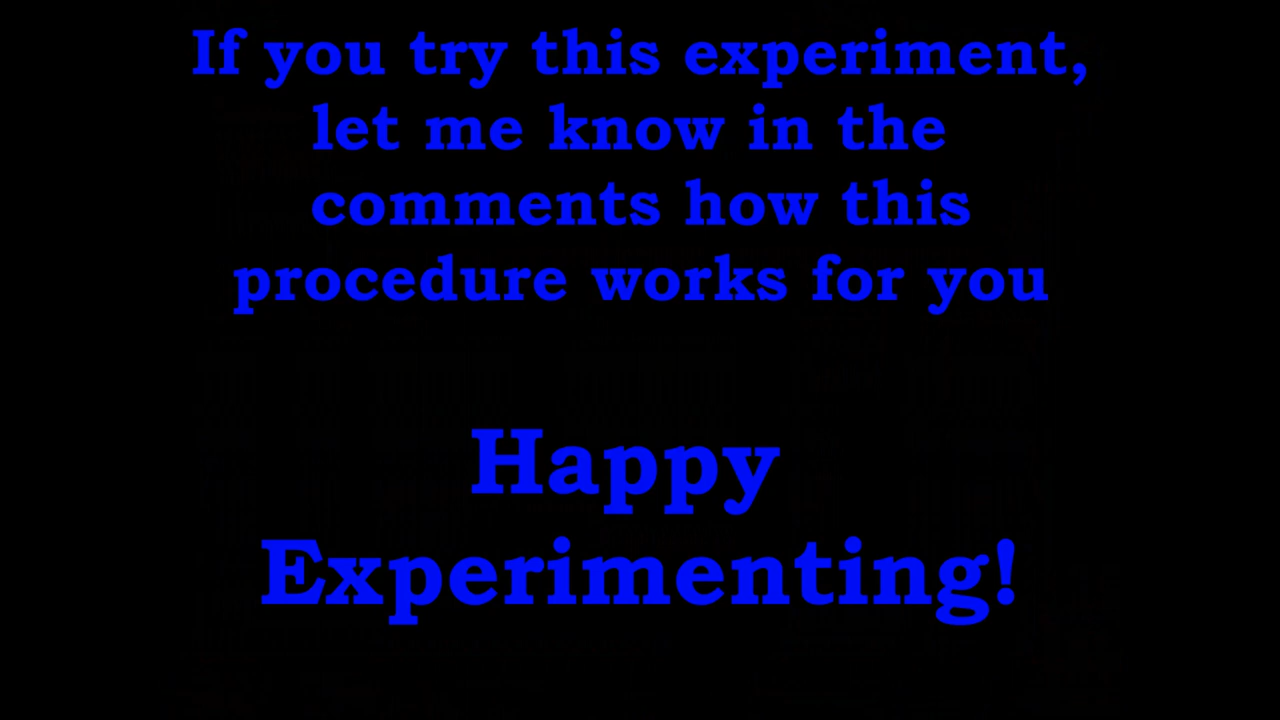 If you try this experiment,
let me know in the
comments how this
procedure works for you
Happy
Experimenting!